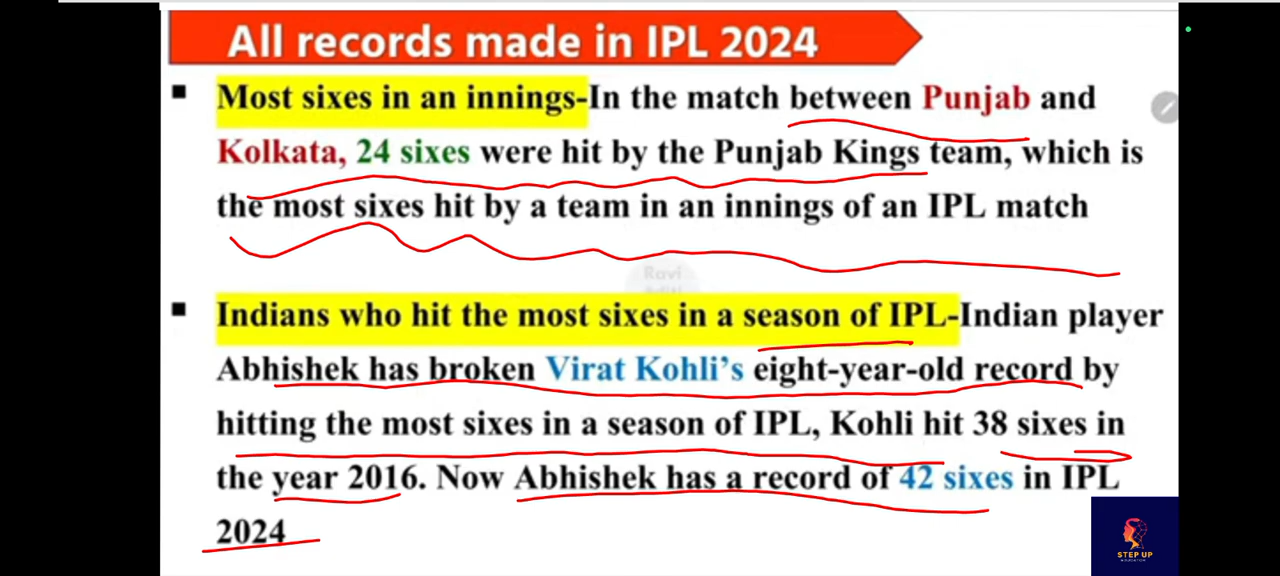 All records made in IPL 2024
▪ Most sixes in an innings-In the match between Punjab and
Kolkata, 24 sixes were hit by the Punjab Kings team, which is
the most sixes hit by a team in an innings of an IPL match
Ravi
▪ Indians who hit the most sixes in a season of IPL-Indian player
Abhishek has broken Virat Kohli's eight-year-old record by
hitting the most sixes in a season of IPL, Kohli hit 38 sixes in
the year 2016. Now Abhishek has a record of 42 sixes in IPL
2024
STEP UP